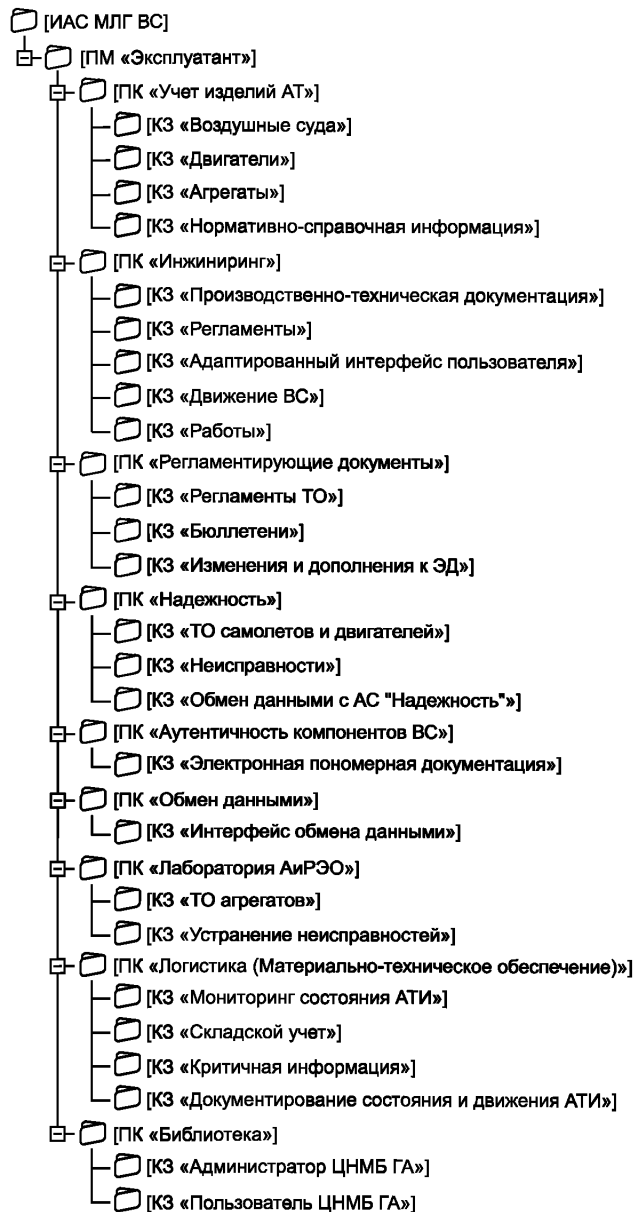 [ИАС МЛГ ВС]
[ПМ «Эксплуатант»]
[ПК «Учет изделий АТ»]
[КЗ «Воздушные суда»]
[КЗ «Двигатели»]
[КЗ «Агрегаты»]
[КЗ «Нормативно-справочная информация»]
[ПК «Инжиниринг»]
[КЗ «Производственно-техническая документация»]
[КЗ «Регламенты»]
[КЗ «Адаптированный интерфейс пользователя»]
[КЗ «Движение ВС»]
[КЗ «Работы»]
[ПК «Регламентирующие документы»]
[КЗ «Регламенты ТО»]
[КЗ «Бюллетени»]
[КЗ «Изменения и дополнения к ЭД»]
[ПК «Надежность»]
[КЗ «ТО самолетов и двигателей»]
[КЗ «Неисправности»]
[КЗ «Обмен данными с АС "Надежность"»]
[ПК «Аутентичность компонентов ВС»]
[КЗ «Электронная пономерная документация»]
[ПК «Обмен данными»]
[КЗ «Интерфейс обмена данными»]
[ПК «Лаборатория АиРЭО»]
[КЗ «ТО агрегатов»]
[КЗ «Устранение неисправностей»]
[ПК «Логистика (Материально-техническое обеспечение)»]
[КЗ «Мониторинг состояния АТИ»]
[КЗ «Складской учет»]
[КЗ «Критичная информация»]
[КЗ «Документирование состояния и движения АТИ»]
[ПК «Библиотека»]
[КЗ «Администратор ЦНМБ ГА»]
[КЗ «Пользователь ЦНМБ ГА»]